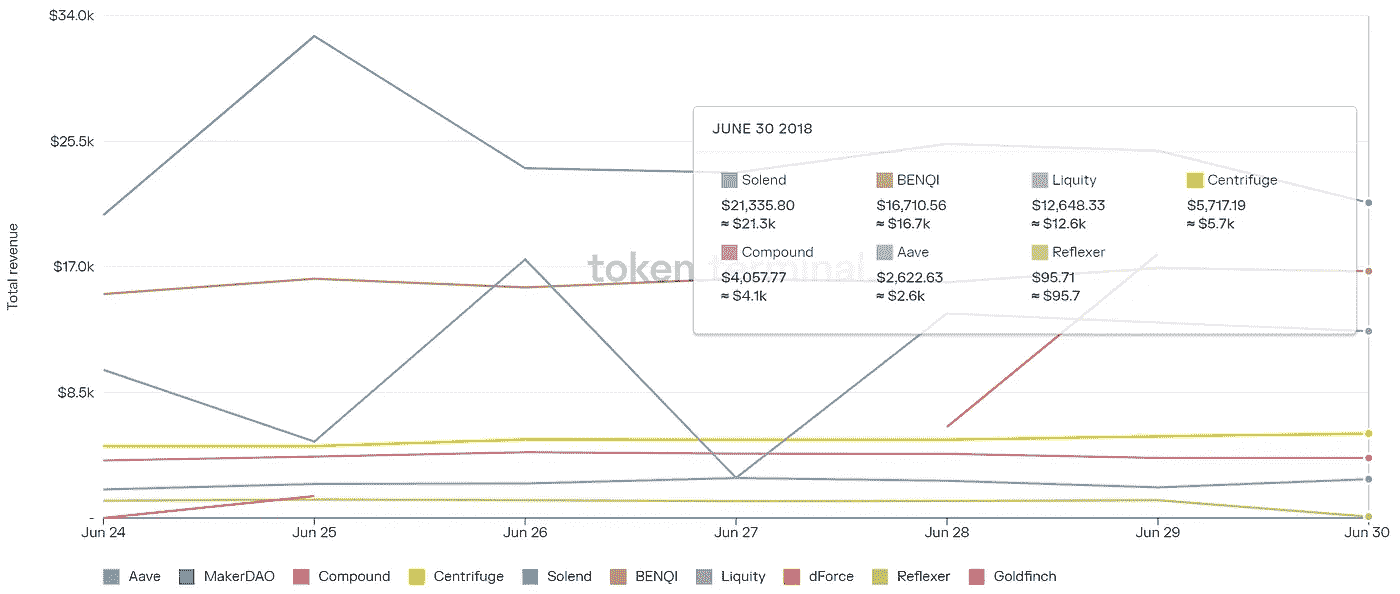 $34.0k
$25.5k
$17.0k
$8.5k
-
Total revenue
token terminal
JUNE 30 2018
Solend BENQI Liquity Centrifuge
$21,335.80 $16,710.56 $12,648.33 $5,717.19
≈ $21.3k ≈ $16.7k ≈ $12.6k ≈ $5.7k
Compound Aave Reflexer
$4,057.77 $2,622.63 $95.71
≈ $4.1k ≈ $2.6k ≈ $95.7
Jun 24 Jun 25 Jun 26 Jun 27 Jun 28 Jun 29 Jun 30
Aave MakerDAO Compound Centrifuge Solend BENQI Liquity dForce Reflexer Goldfinch